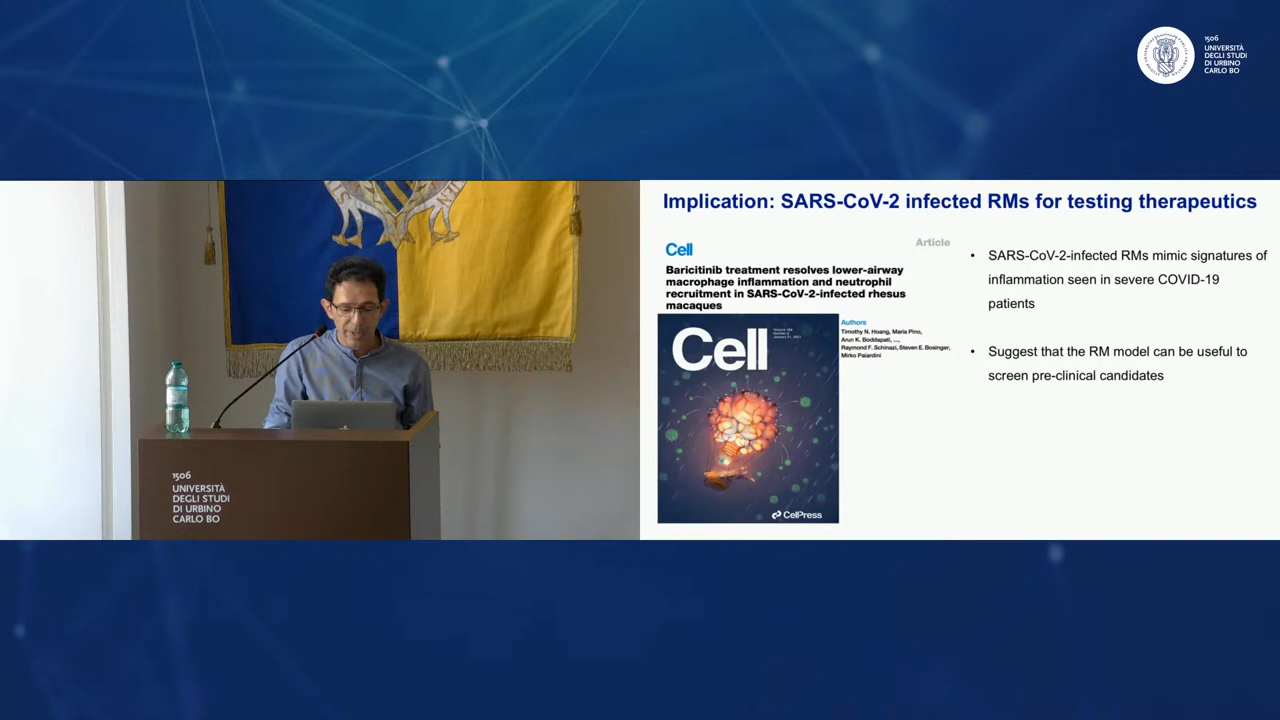 1506
UNIVERSITÀ
DEGLI STUDI
DI URBINO
CARLO BO
1506
UNIVERSITÀ
DEGLI STUDI
DI URBINO
CARLO BO
Implication: SARS-CoV-2 infected RMs for testing therapeutics
Cell
Article
Baricitinib treatment resolves lower-airway
macrophage inflammation and neutrophil
recruitment in SARS-CoV-2-infected rhesus
macaques
Cell
Authors
Timothy N. Hoang, Maria Pino,
Arun K. Boddapati, ...,
Raymond F. Schinazi, Steven E. Bosinger,
Mirko Paiardini
CellPress
• SARS-CoV-2-infected RMs mimic signatures of
inflammation seen in severe COVID-19
patients
• Suggest that the RM model can be useful to
screen pre-clinical candidates